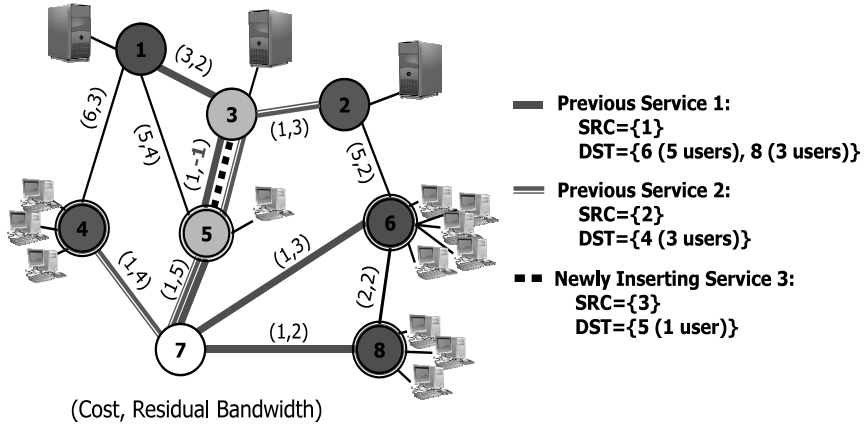 1
(3,2)
3
2
(1,3)
(6,3)
(5,4)
(1,-1)
(5,2)
4
5
6
(1,4)
(1,5)
(1,3)
(2,2)
7
(1,2)
8
(Cost, Residual Bandwidth)
Previous Service 1:
SRC={1}
DST={6 (5 users), 8 (3 users)}
Previous Service 2:
SRC={2}
DST={4 (3 users)}
Newly Inserting Service 3:
SRC={3}
DST={5 (1 user)}